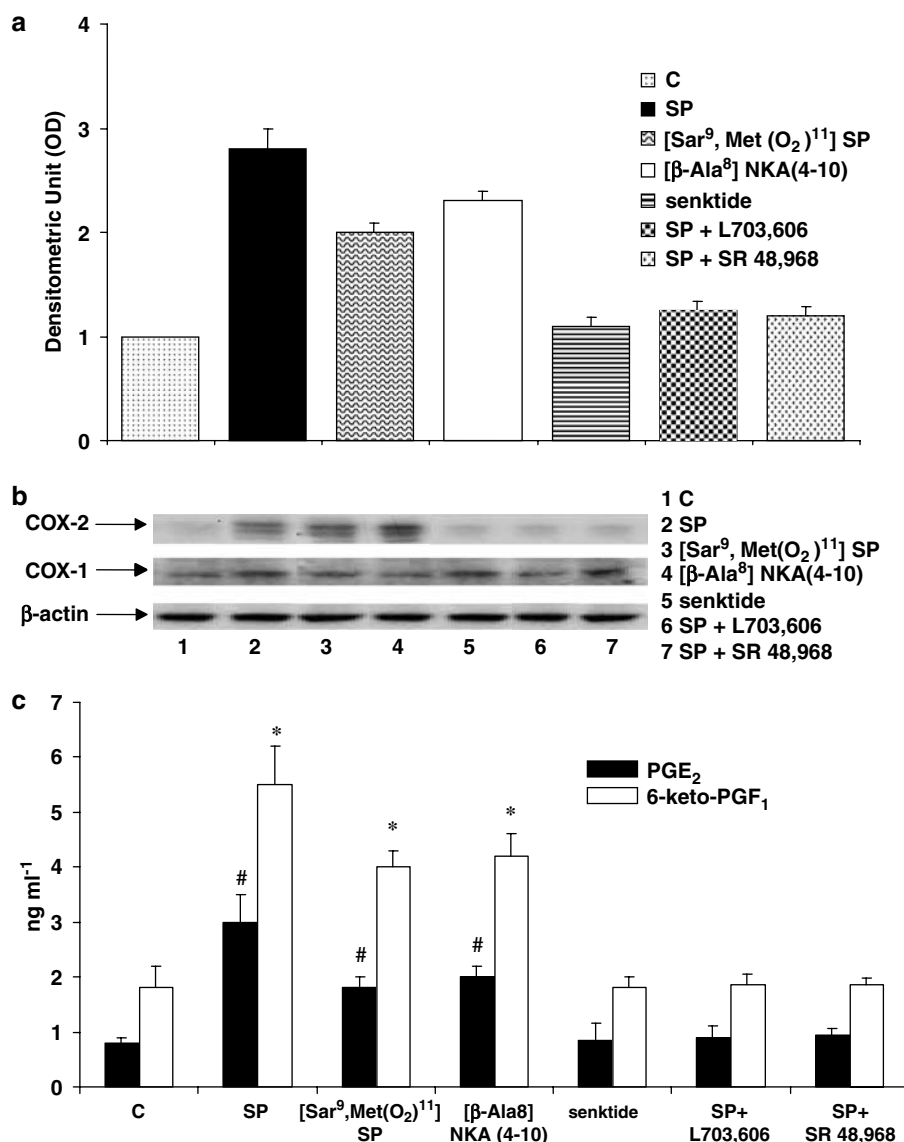 a
Densitometric Unit (OD)
4
3
2
1
0
C
SP
[Sar⁹, Met (O₂)¹¹] SP
[β-Ala⁸] NKA(4-10)
senktide
SP + L703,606
SP + SR 48,968
b
COX-2
COX-1
β-actin
1 2 3 4 5 6 7
1 C
2 SP
3 [Sar⁹, Met(O₂)¹¹] SP
4 [β-Ala⁸] NKA(4-10)
5 senktide
6 SP + L703,606
7 SP + SR 48,968
c
ng ml⁻¹
7
6
5
4
3
2
1
0
# * # * # *
PGE₂
6-keto-PGF₁
C
SP
[Sar⁹,Met(O₂)¹¹]
SP
[β-Ala8]
NKA (4-10)
senktide
SP+
L703,606
SP+
SR 48,968